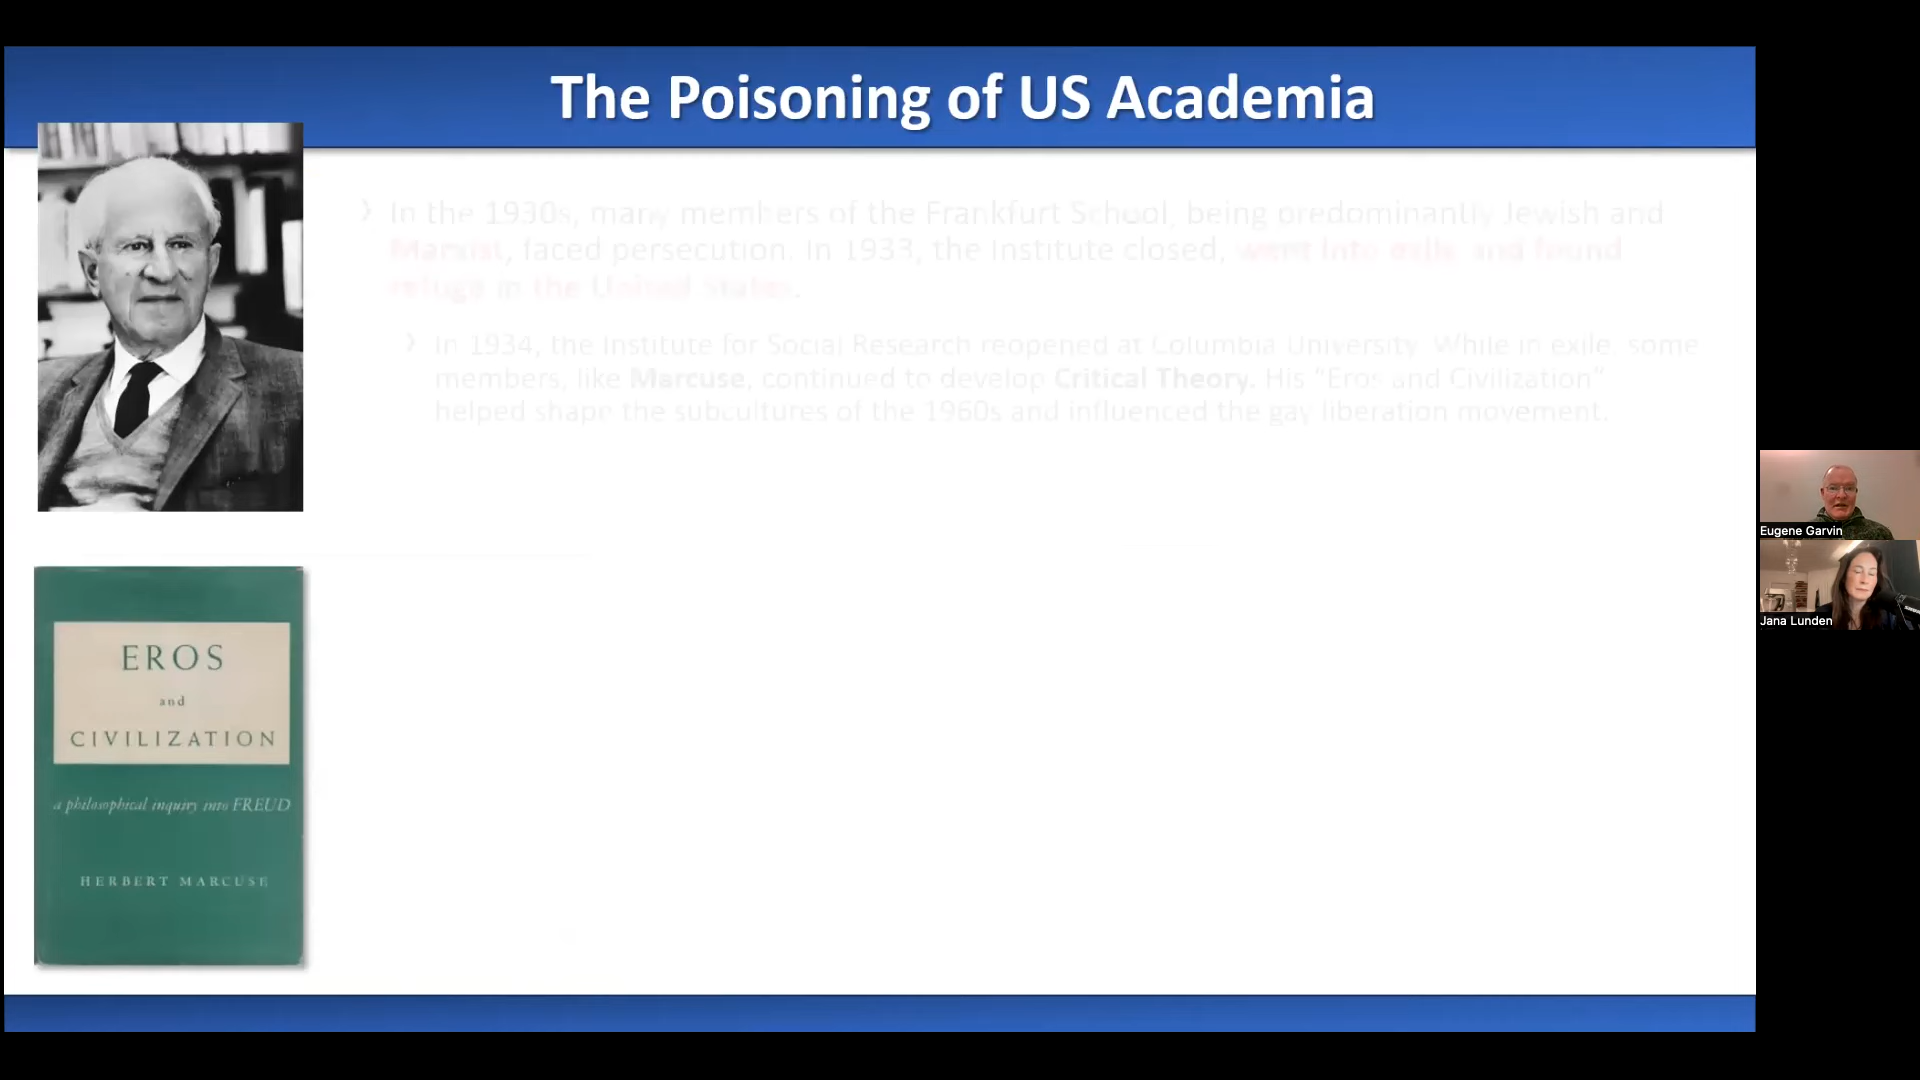 The Poisoning of US Academia
In the 1930s, many members of the Frankfurt School, being predominantly Jewish and
Marxist, faced persecution. In 1933, the Institute closed, went into exile, and found
refuge in the United States.
In 1934, the Institute for Social Research reopened at Columbia University. While in exile, some
members, like Marcuse, continued to develop Critical Theory. His “Eros and Civilization”
helped shape the subcultures of the 1960s and influenced the gay liberation movement.
EROS
and
CIVILIZATION
a philosophical inquiry into FREUD
HERBERT MARCUSE
Eugene Garvin
Jana Lunden